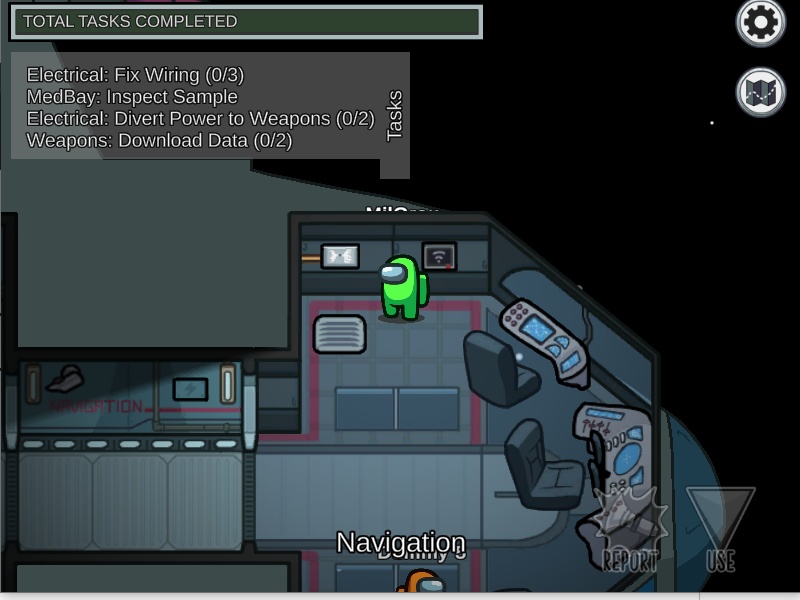 TOTAL TASKS COMPLETED
Electrical: Fix Wiring (0/3)
MedBay: Inspect Sample
Electrical: Divert Power to Weapons (0/2)
Weapons: Download Data (0/2)
Tasks
NAVIGATION
Navigation
REPORT
USE